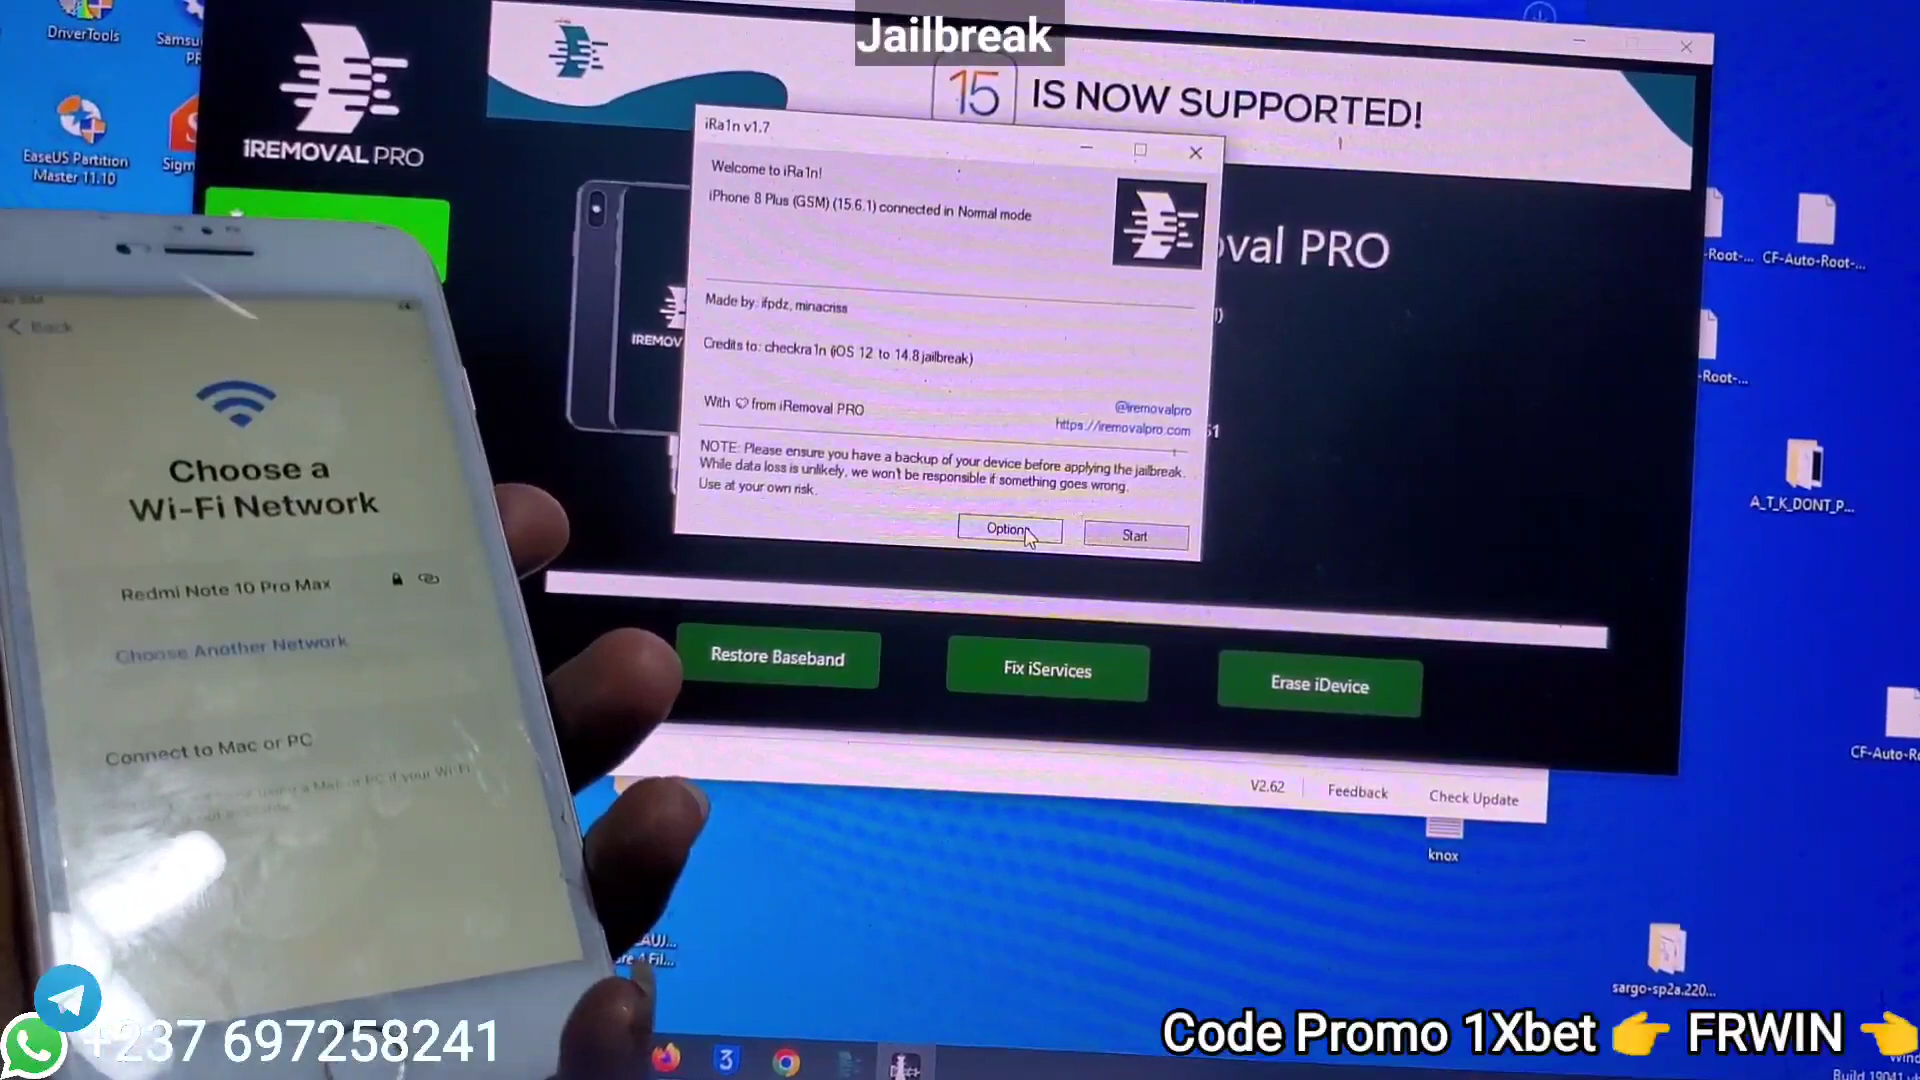 Jailbreak
DriverTools
EaseUS Partition
Master 11.10
iREMOVAL PRO
15 IS NOW SUPPORTED!
iRa1n v1.7
Welcome to iRa1n!
iPhone 8 Plus (GSM) (15.6.1) connected in Normal mode
oval PRO
Made by: ifpdz, minacriss
Credits to: checkra1n (iOS 12 to 14.8 jailbreak)
With ♡ from iRemoval PRO
@iremovalpro
https://iremovalpro.com
NOTE: Please ensure you have a backup of your device before applying the jailbreak.
While data loss is unlikely, we won't be responsible if something goes wrong.
Use at your own risk.
Start
iREMOV
Restore Baseband
Fix iServices
Erase iDevice
V2.62
Feedback
Check Update
-Root-...
CF-Auto-Root-...
-Root-...
A_T_K_DONT_P...
knox
sargo-sp2a.220...
Back
Choose a
Wi-Fi Network
Redmi Note 10 Pro Max
Choose Another Network
Connect to Mac or PC
+237 697258241
Code Promo 1Xbet 👉 FRWIN 👈